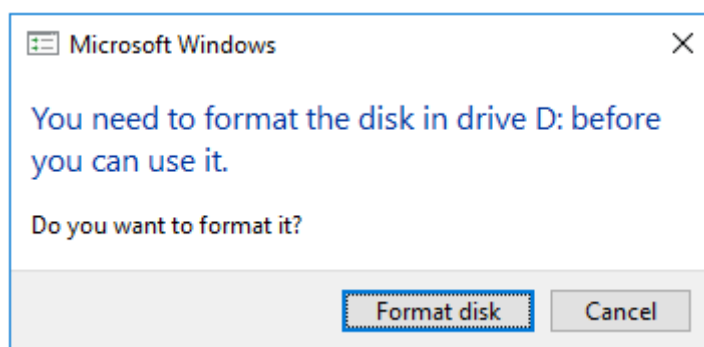 Microsoft Windows
You need to format the disk in drive D: before
you can use it.
Do you want to format it?
Format disk
Cancel